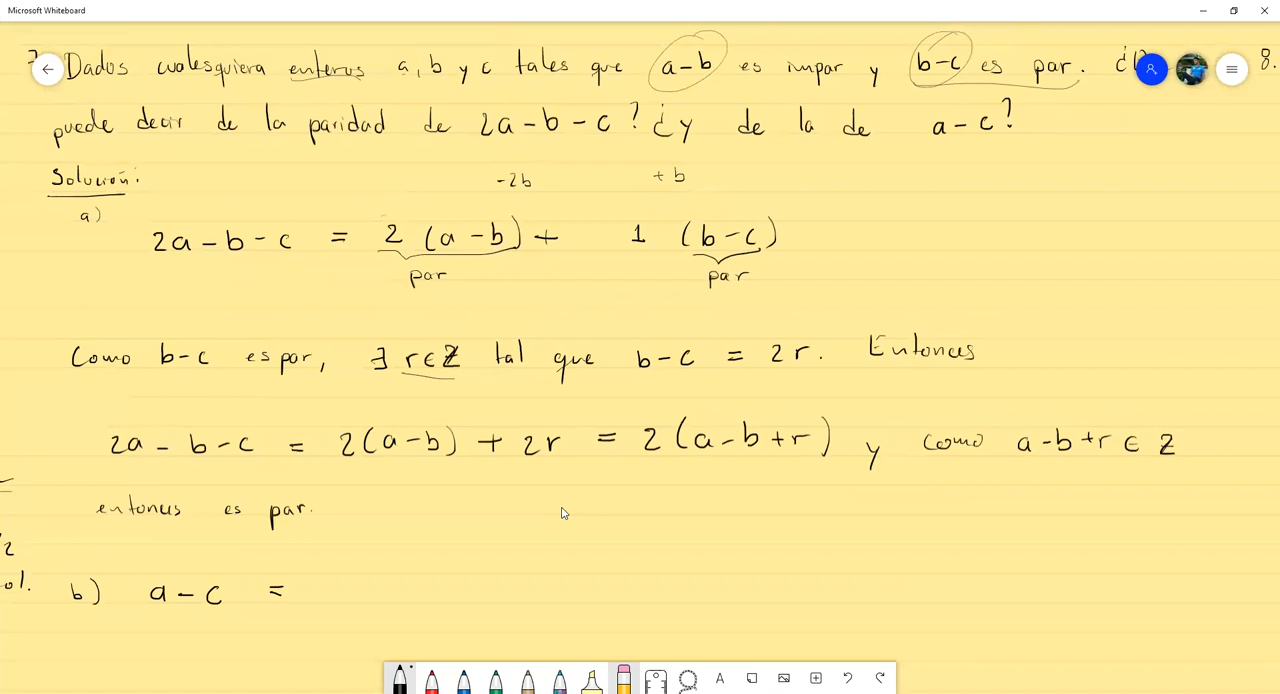 Microsoft Whiteboard
Dados cualesquiera enteros a, b y c tales que a-b es impar y b-c es par. 8.
puede decir de la paridad de 2a-b-c? ¿y de la de a-c?
Solución:
-2b + b
a)
2a-b-c = 2 (a-b) + 1 (b-c)
par par
Como b-c es par, ∃ r∈ℤ tal que b-c = 2r. Entonces
2a-b-c = 2(a-b) + 2r = 2(a-b+r) y como a-b+r ∈ ℤ
entonces es par.
b) a-c =